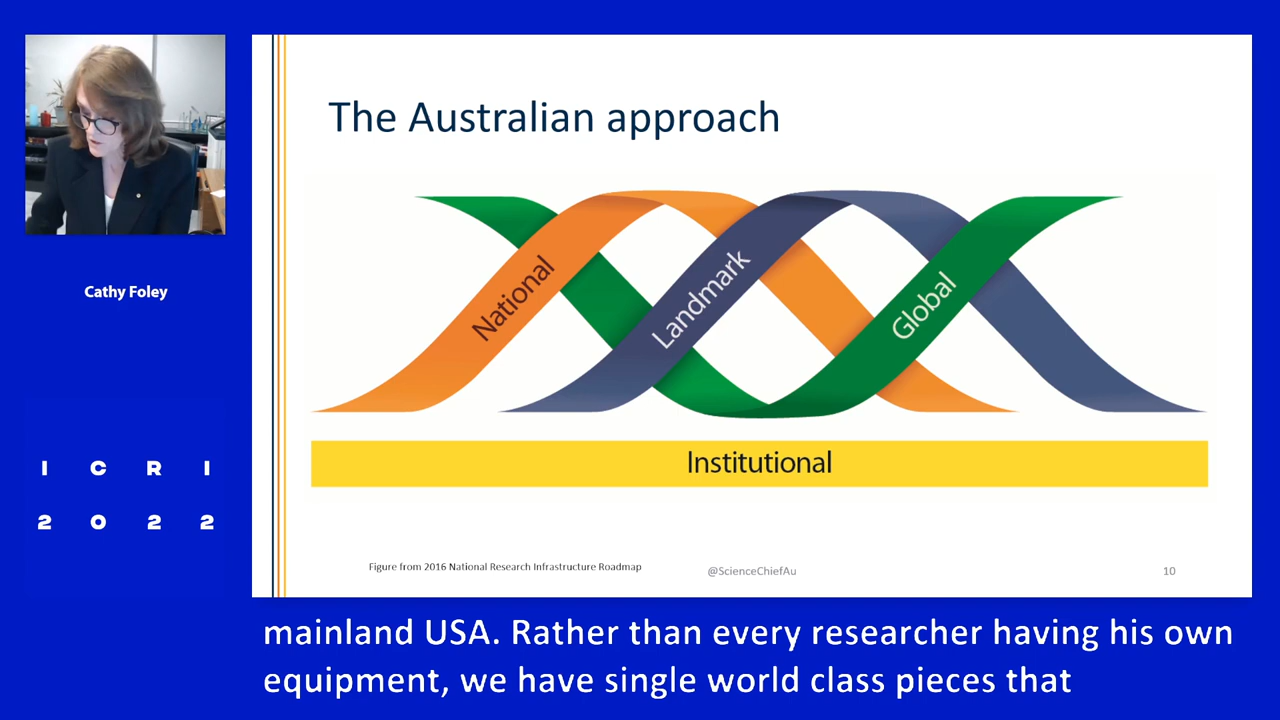 The Australian approach
National
Landmark
Global
Institutional
Figure from 2016 National Research Infrastructure Roadmap
@ScienceChiefAu
10
Cathy Foley
I C R I
2 0 2 2
mainland USA. Rather than every researcher having his own
equipment, we have single world class pieces that